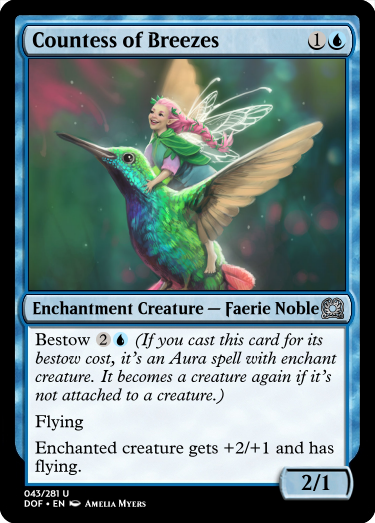 Countess of Breezes 1
Enchantment Creature — Faerie Noble
Bestow 2 (If you cast this card for its
bestow cost, it's an Aura spell with enchant
creature. It becomes a creature again if it's
not attached to a creature.)
Flying
Enchanted creature gets +2/+1 and has
flying.
2/1
043/281 U
DOF • EN Amelia Myers